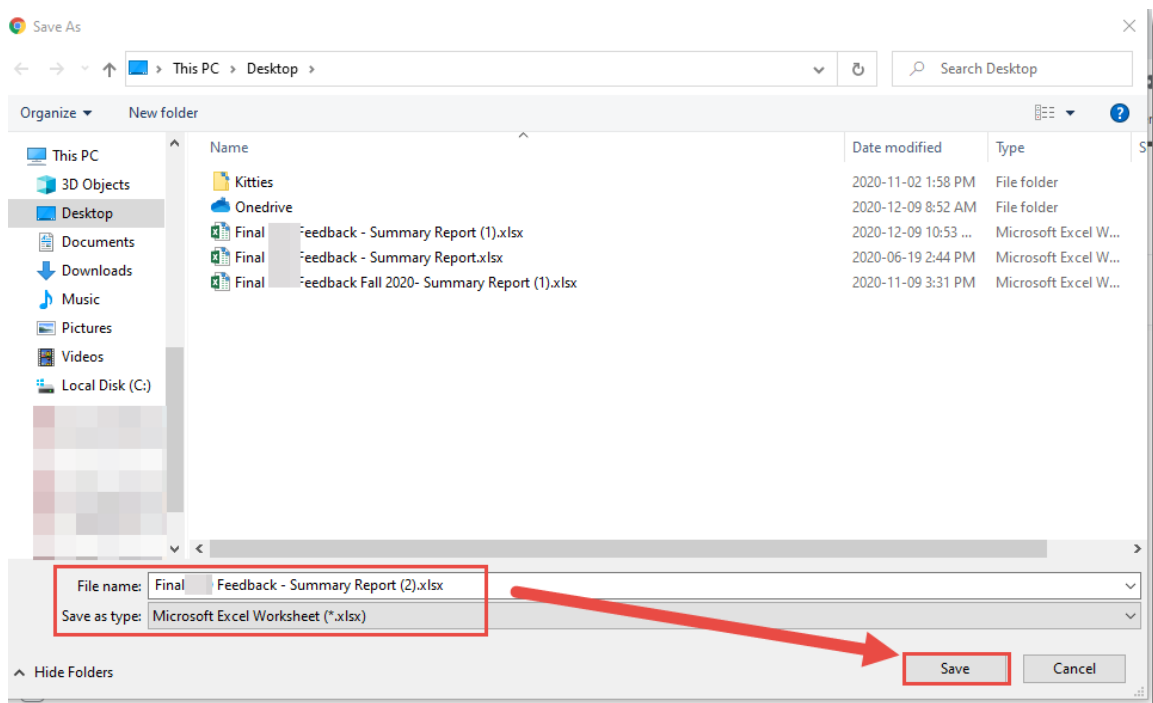 Save As
This PC > Desktop >
Search Desktop
Organize
New folder
?
Name
Date modified
Type
S
This PC
3D Objects
Desktop
Documents
Downloads
Music
Pictures
Videos
Local Disk (C:)
Kitties 2020-11-02 1:58 PM File folder
Onedrive 2020-12-09 8:52 AM File folder
Final Feedback - Summary Report (1).xlsx 2020-12-09 10:53 ... Microsoft Excel W...
Final Feedback - Summary Report.xlsx 2020-06-19 2:44 PM Microsoft Excel W...
Final Feedback Fall 2020- Summary Report (1).xlsx 2020-11-09 3:31 PM Microsoft Excel W...
File name: Final Feedback - Summary Report (2).xlsx
Save as type: Microsoft Excel Worksheet (*.xlsx)
Hide Folders
Save
Cancel